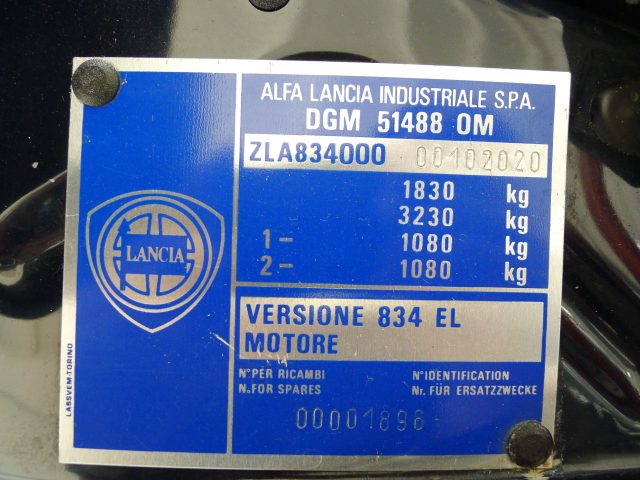 ALFA LANCIA INDUSTRIALE S.P.A.
DGM 51488 OM
ZLA834000 00102020
1830 kg
3230 kg
1– 1080 kg
2– 1080 kg
LANCIA
VERSIONE 834 EL
MOTORE
N° PER RICAMBI N° IDENTIFICATION
N. FOR SPARES Nr. FÜR ERSATZZWECKE
00001896
LASSVEM-TORINO